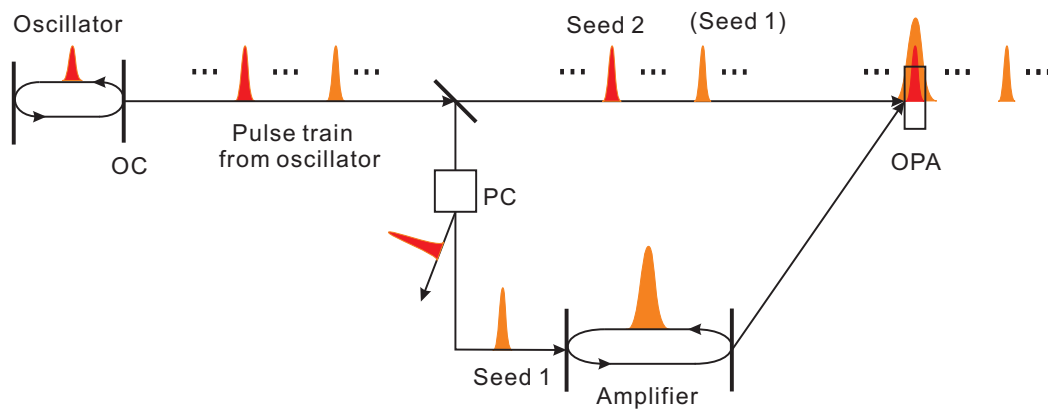 Oscillator
Seed 2
(Seed 1)
OC
Pulse train
from oscillator
PC
OPA
Seed 1
Amplifier